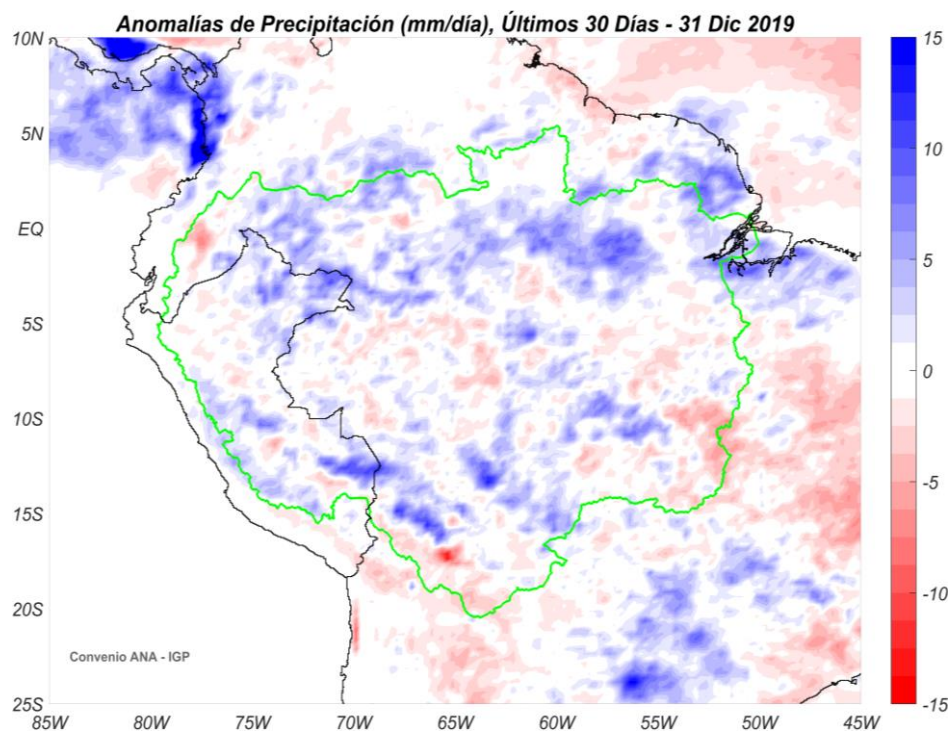 Anomalías de Precipitación (mm/día), Últimos 30 Días - 31 Dic 2019
10N
5N
EQ
5S
10S
15S
20S
25S
85W 80W 75W 70W 65W 60W 55W 50W 45W
15
10
5
0
-5
-10
-15
Convenio ANA - IGP